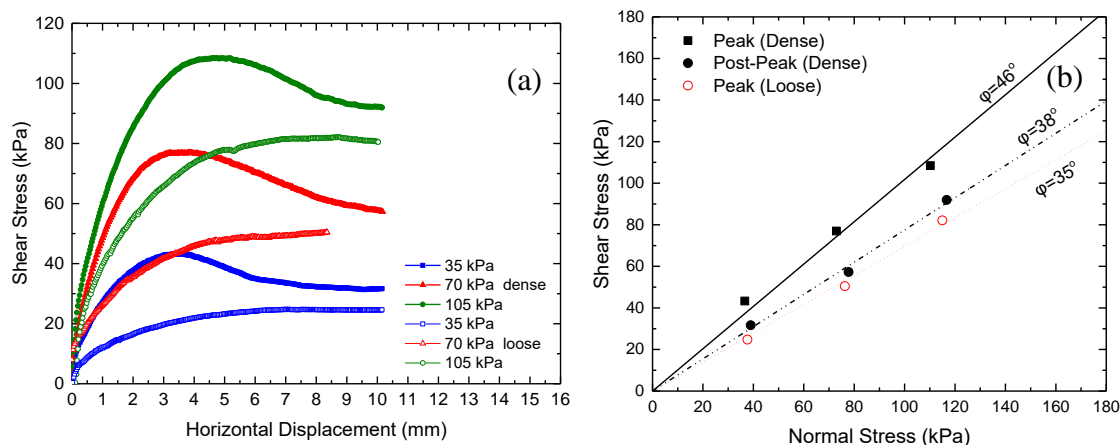 (a)
Shear Stress (kPa)
120
100
80
60
40
20
0
0 1 2 3 4 5 6 7 8 9 10 11 12 13 14 15 16
Horizontal Displacement (mm)
35 kPa
70 kPa dense
105 kPa
35 kPa
70 kPa loose
105 kPa
(b)
Shear Stress (kPa)
180
160
140
120
100
80
60
40
20
0
0 20 40 60 80 100 120 140 160 180
Normal Stress (kPa)
Peak (Dense)
Post-Peak (Dense)
Peak (Loose)
φ=46°
φ=38°
φ=35°